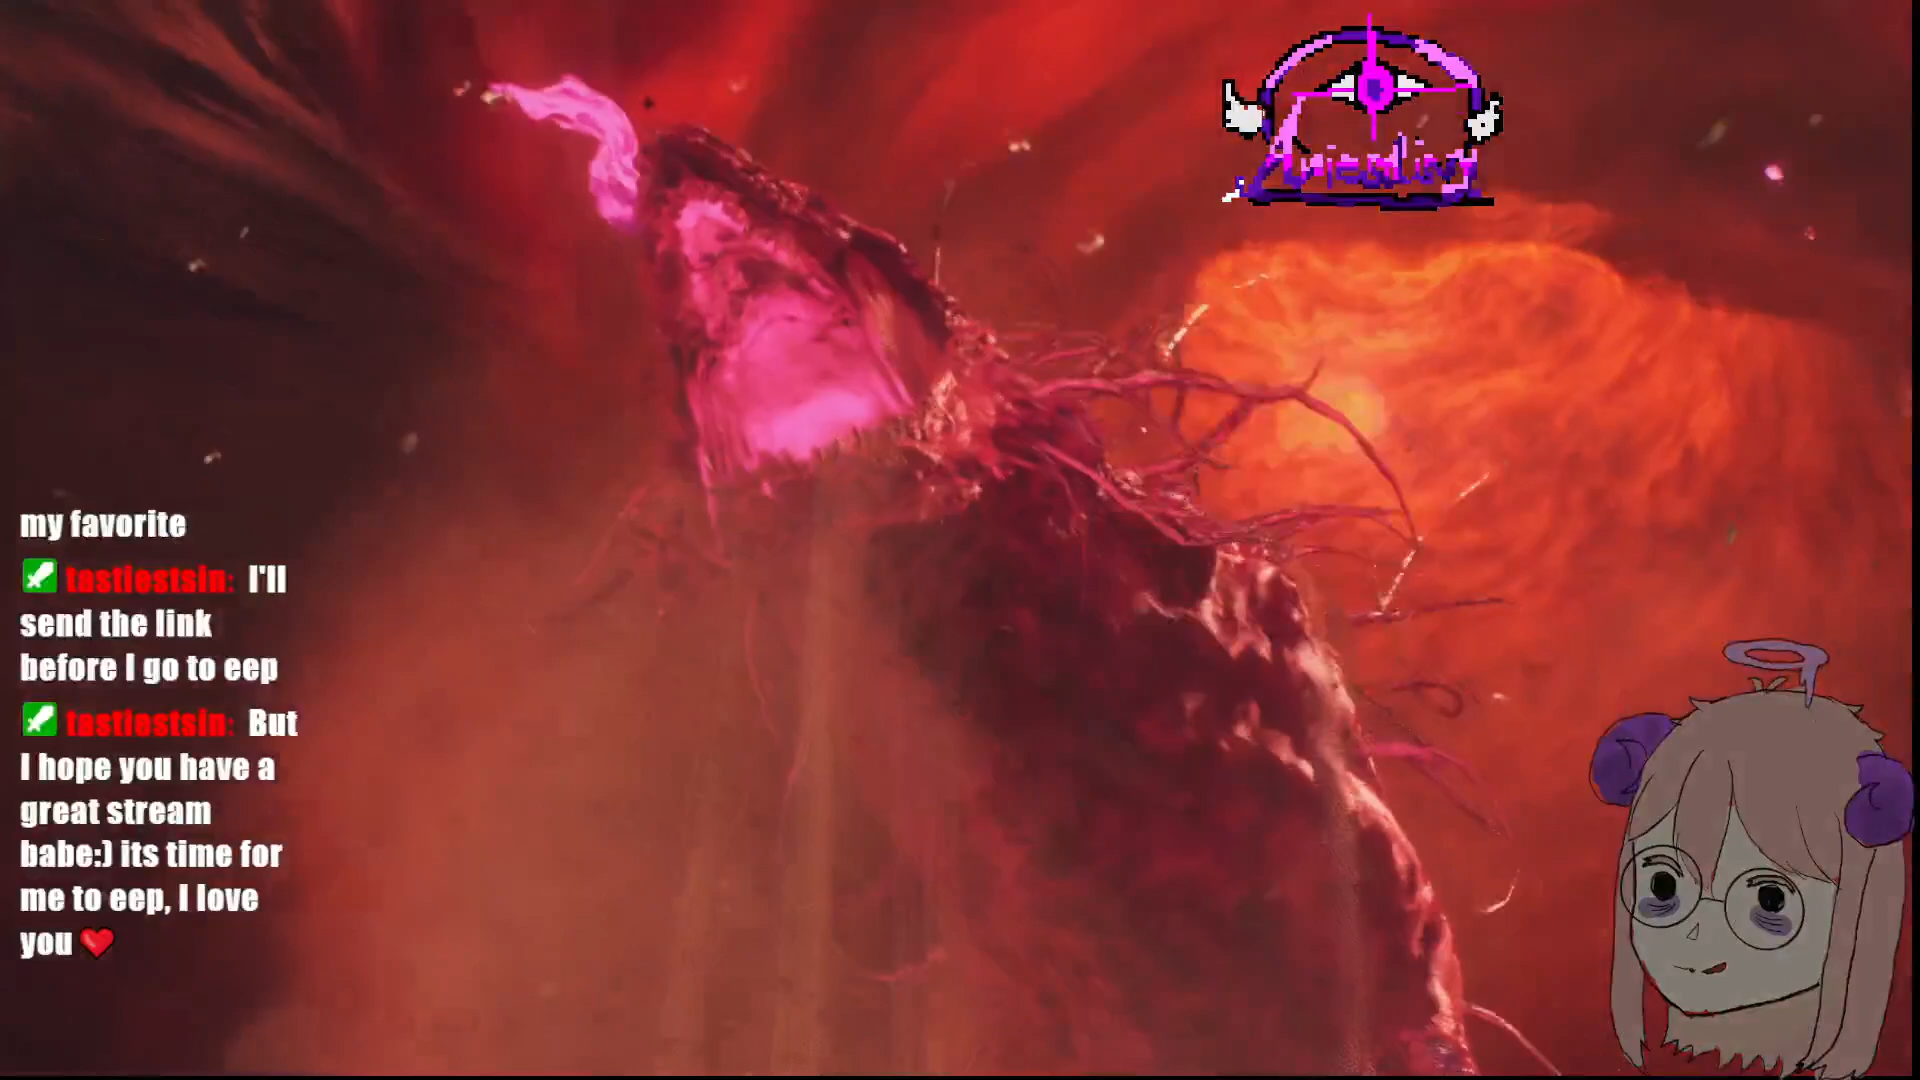 my favorite
tastiestsin: I'll
send the link
before I go to eep
tastiestsin: But
I hope you have a
great stream
babe:) its time for
me to eep, I love
you